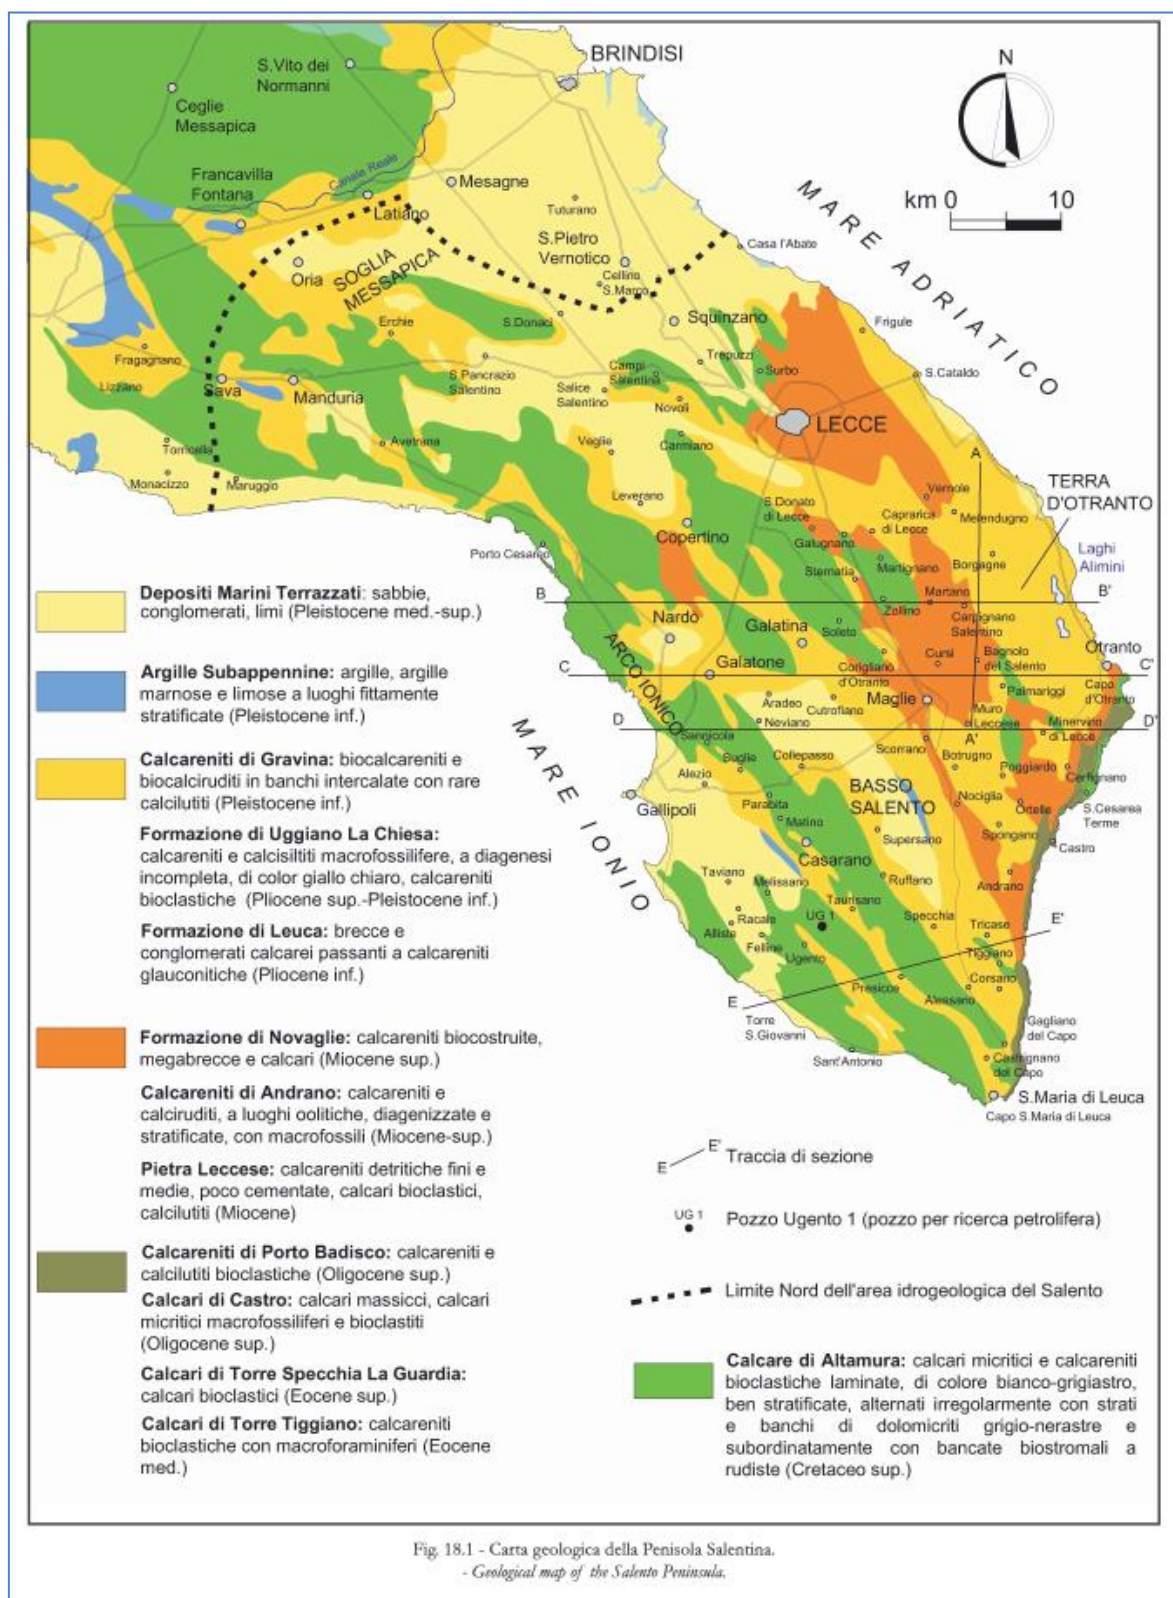 BRINDISI
S.Vito dei
Normanni
Ceglie
Messapica
N
Francavilla
Fontana
Canale Reale
Mesagne
km 0 10
Latiano
Tuturano
MARE ADRIATICO
S.Pietro
Vernotico
Casa l'Abate
Oria
SOGLIA
MESSAPICA
Cellino
S.Marco
Erchie
S.Donaci
Squinzano
Frigule
Fragagnano
Trepuzzi
Surbo
S.Cataldo
Lizzano
Sava
Manduria
S.Pancrazio
Salentino
Campi
Salentina
Salice
Salentino
Novoli
LECCE
Torricella
Avetrana
Veglie
Carmiano
A
Monacizzo
Maruggio
Leverano
Vernole
TERRA
D'OTRANTO
S.Donato
di Lecce
Caprarica
di Lecce
Melendugno
Copertino
Galugnano
Porto Cesareo
Sternatia
Martignano
Borgagne
Laghi
Alimini
B
Martano
B'
Zollino
Carpignano
Salentino
Nardo
Galatina
Soleto
ARCO IONICO
Galatone
Cursi
Bagnolo
del Salento
Otranto
C
Corigliano
d'Otranto
C'
Palmariggi
Capo
d'Otranto
Aradeo
Cutrofiano
Maglie
Muro
Leccese
D
Neviano
Minervino
di Lecce
D'
MARE IONIO
Sannicola
Scorrano
A'
Tuglie
Collepasso
Botrugno
Poggiardo
Cerfignano
Alezio
BASSO
SALENTO
Gallipoli
Parabita
Nociglia
Ortelle
S.Cesarea
Terme
Matino
Supersano
Spongano
Castro
Casarano
Taviano
Melissano
Ruffano
Andrano
Taurisano
Racale
UG 1
Specchia
E'
Alliste
Tricase
Felline
Ugento
Tiggiano
Presicce
Corsano
E
Alessano
Torre
S.Giovanni
Gagliano
del Capo
Sant'Antonio
Castrignano
del Capo
S.Maria di Leuca
Capo S.Maria di Leuca
Depositi Marini Terrazzati: sabbie,
conglomerati, limi (Pleistocene med.-sup.)
Argille Subappennine: argille, argille
marnose e limose a luoghi fittamente
stratificate (Pleistocene inf.)
Calcareniti di Gravina: biocalcareniti e
biocalciruditi in banchi intercalate con rare
calcilutiti (Pleistocene inf.)
Formazione di Uggiano La Chiesa:
calcareniti e calcisiltiti macrofossilifere, a diagenesi
incompleta, di color giallo chiaro, calcareniti
bioclastiche (Pliocene sup.-Pleistocene inf.)
Formazione di Leuca: brecce e
conglomerati calcarei passanti a calcareniti
glauconitiche (Pliocene inf.)
Formazione di Novaglie: calcareniti biocostruite,
megabrecce e calcari (Miocene sup.)
Calcareniti di Andrano: calcareniti e
calciruditi, a luoghi oolitiche, diagenizzate e
stratificate, con macrofossili (Miocene-sup.)
Pietra Leccese: calcareniti detritiche fini e
medie, poco cementate, calcari bioclastici,
calcilutiti (Miocene)
Calcareniti di Porto Badisco: calcareniti e
calcilutiti bioclastiche (Oligocene sup.)
Calcari di Castro: calcari massicci, calcari
micritici macrofossiliferi e bioclastiti
(Oligocene sup.)
Calcari di Torre Specchia La Guardia:
calcari bioclastici (Eocene sup.)
Calcari di Torre Tiggiano: calcareniti
bioclastiche con macroforaminiferi (Eocene
med.)
E E' Traccia di sezione
UG 1 Pozzo Ugento 1 (pozzo per ricerca petrolifera)
Limite Nord dell'area idrogeologica del Salento
Calcare di Altamura: calcari micritici e calcareniti
bioclastiche laminate, di colore bianco-grigiastro,
ben stratificate, alternati irregolarmente con strati
e banchi di dolomicriti grigio-nerastre e
subordinatamente con bancate biostromali a
rudiste (Cretaceo sup.)
Fig. 18.1 - Carta geologica della Penisola Salentina.
- Geological map of the Salento Peninsula.